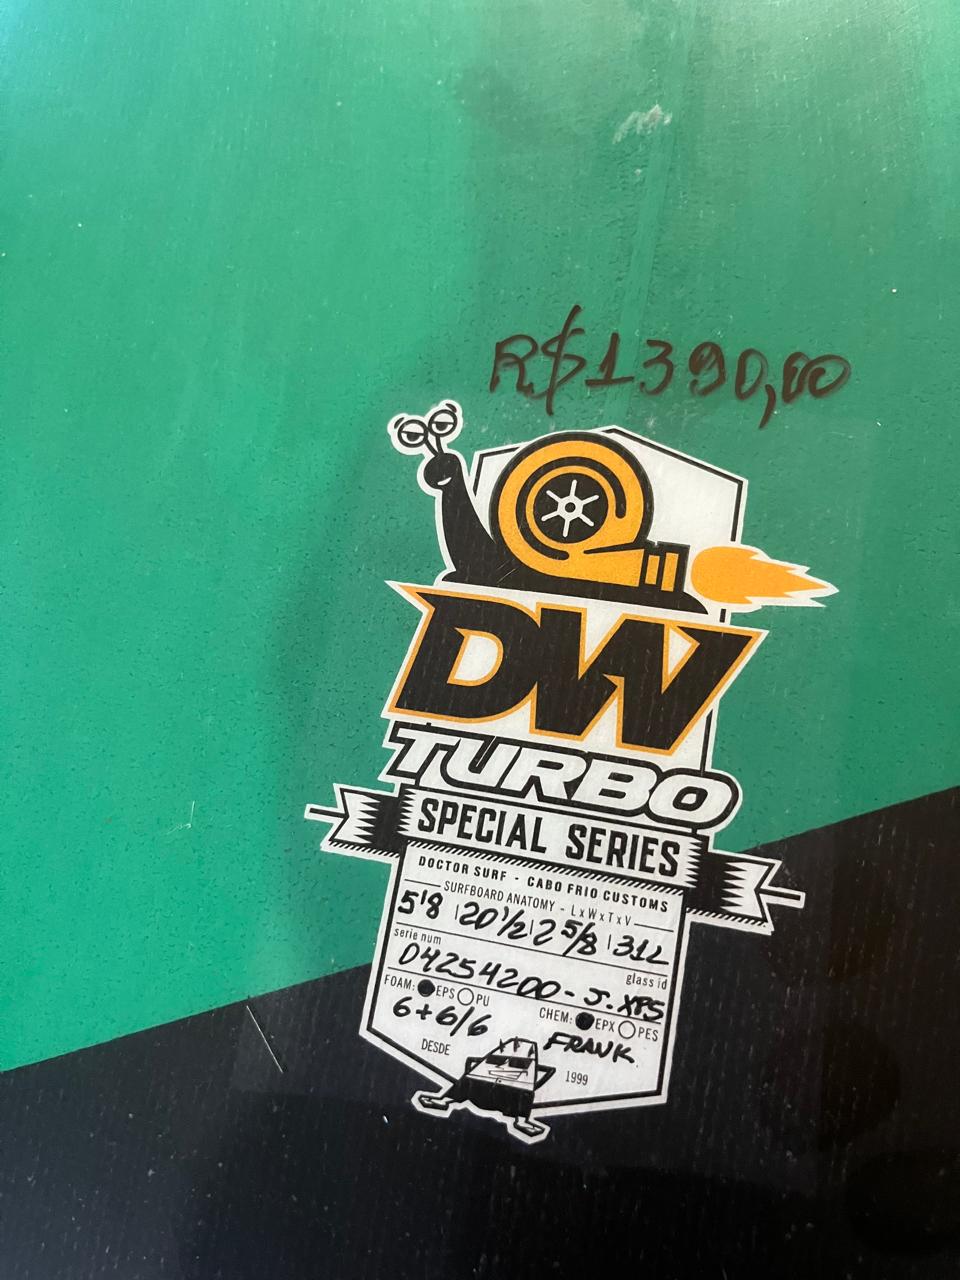 R$1390,00
DW
TURBO
SPECIAL SERIES
DOCTOR SURF - CABO FRIO CUSTOMS
SURFBOARD ANATOMY - LxWxTxV
5'8 | 20 1/2 | 2 5/8 | 31L
serie num
glass id
04254200 - J. XPS
FOAM: EPS PU
CHEM: EPX PES
6+6/6
FRANK
DESDE 1999